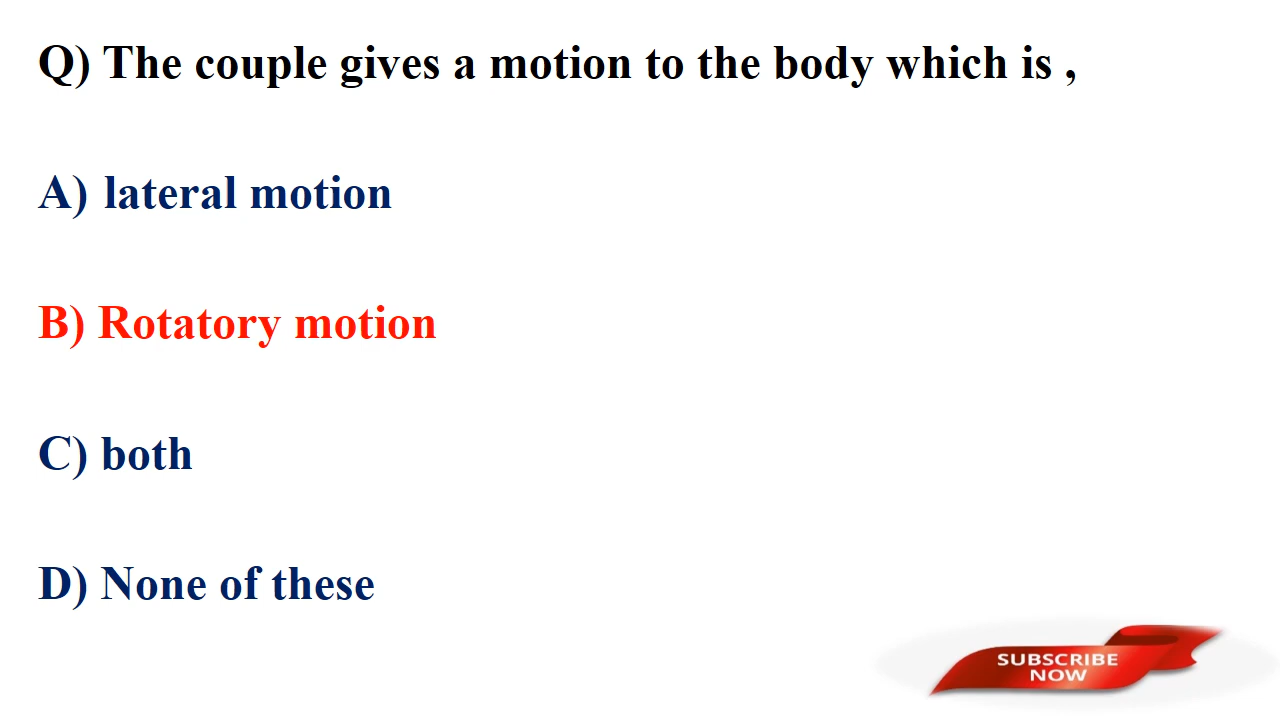 Q) The couple gives a motion to the body which is ,
A) lateral motion
B) Rotatory motion
C) both
D) None of these
SUBSCRIBE
NOW